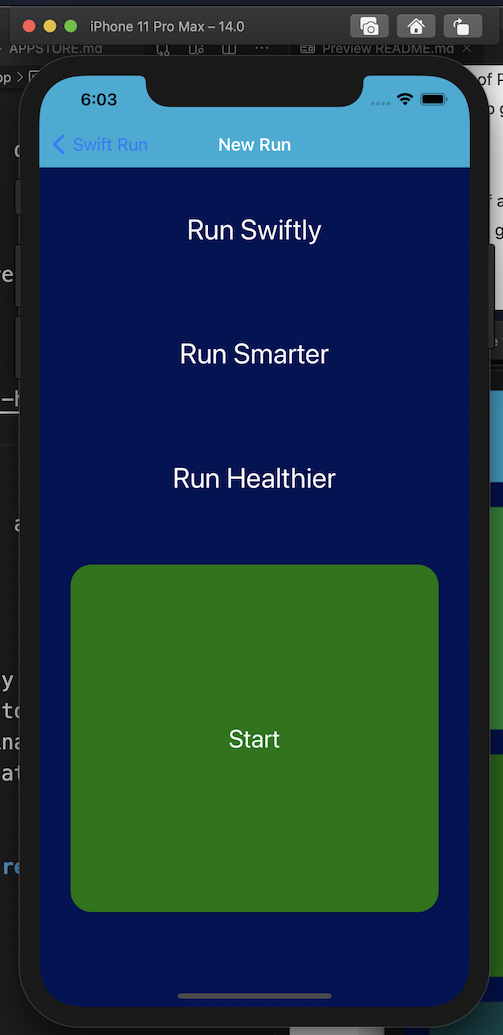 iPhone 11 Pro Max – 14.0
APPSTORE.md
Preview README.md
6:03
Swift Run
New Run
Run Swiftly
Run Smarter
Run Healthier
Start